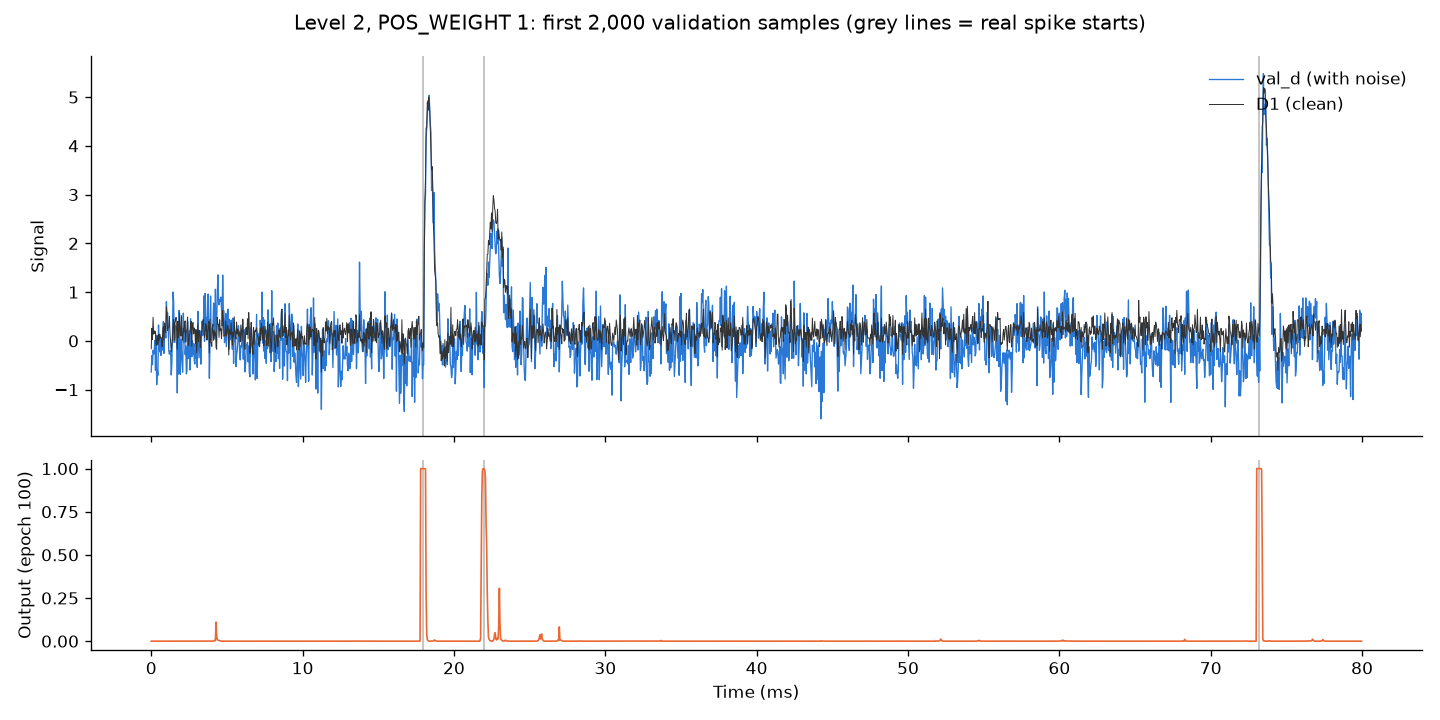 Level 2, POS_WEIGHT 1: first 2,000 validation samples (grey lines = real spike starts)
val_d (with noise)
D1 (clean)
Signal
5
4
3
2
1
0
−1
Output (epoch 100)
1.00
0.75
0.50
0.25
0.00
0 10 20 30 40 50 60 70 80
Time (ms)